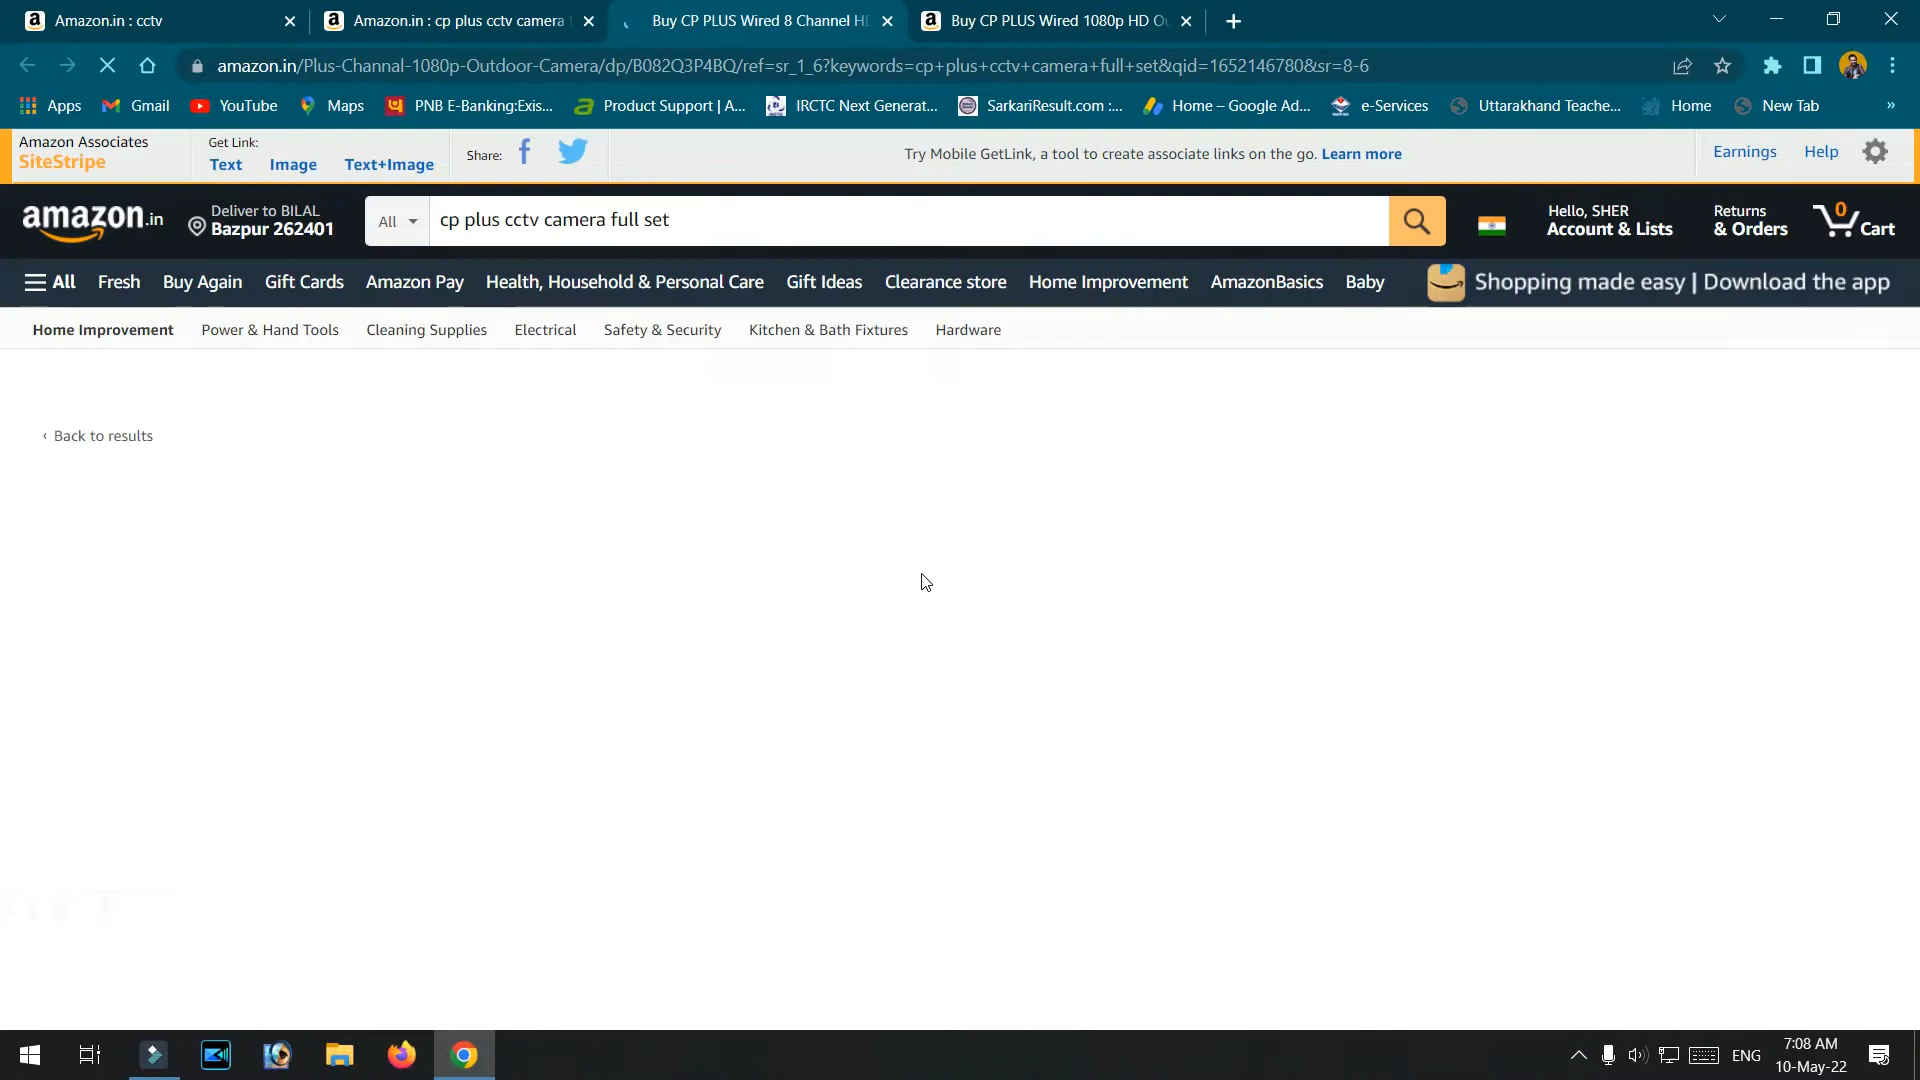 Amazon.in : cctv
Amazon.in : cp plus cctv camera
Buy CP PLUS Wired 8 Channel H
Buy CP PLUS Wired 1080p HD O
amazon.in/Plus-Channal-1080p-Outdoor-Camera/dp/B082Q3P4BQ/ref=sr_1_6?keywords=cp+plus+cctv+camera+full+set&qid=1652146780&sr=8-6
Apps
Gmail
YouTube
Maps
PNB E-Banking:Exis...
Product Support | A...
IRCTC Next Generat...
SarkariResult.com :...
Home – Google Ad...
e-Services
Uttarakhand Teache...
Home
New Tab
»
Amazon Associates
SiteStripe
Get Link:
Text Image Text+Image
Share:
Try Mobile GetLink, a tool to create associate links on the go. Learn more
Earnings
Help
amazon.in
Deliver to BILAL
Bazpur 262401
All
cp plus cctv camera full set
Hello, SHER
Account & Lists
Returns
& Orders
0
Cart
All
Fresh
Buy Again
Gift Cards
Amazon Pay
Health, Household & Personal Care
Gift Ideas
Clearance store
Home Improvement
AmazonBasics
Baby
Shopping made easy | Download the app
Home Improvement
Power & Hand Tools
Cleaning Supplies
Electrical
Safety & Security
Kitchen & Bath Fixtures
Hardware
‹ Back to results
ENG
7:08 AM
10-May-22